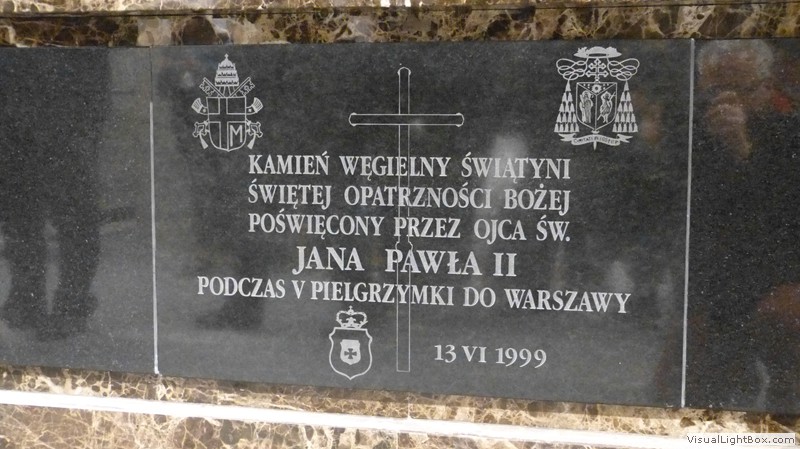 KAMIEŃ WĘGIELNY ŚWIĄTYNI
ŚWIĘTEJ OPATRZNOŚCI BOŻEJ
POŚWIĘCONY PRZEZ OJCA ŚW.
JANA PAWŁA II
PODCZAS V PIELGRZYMKI DO WARSZAWY
13 VI 1999
VisualLightBox.com